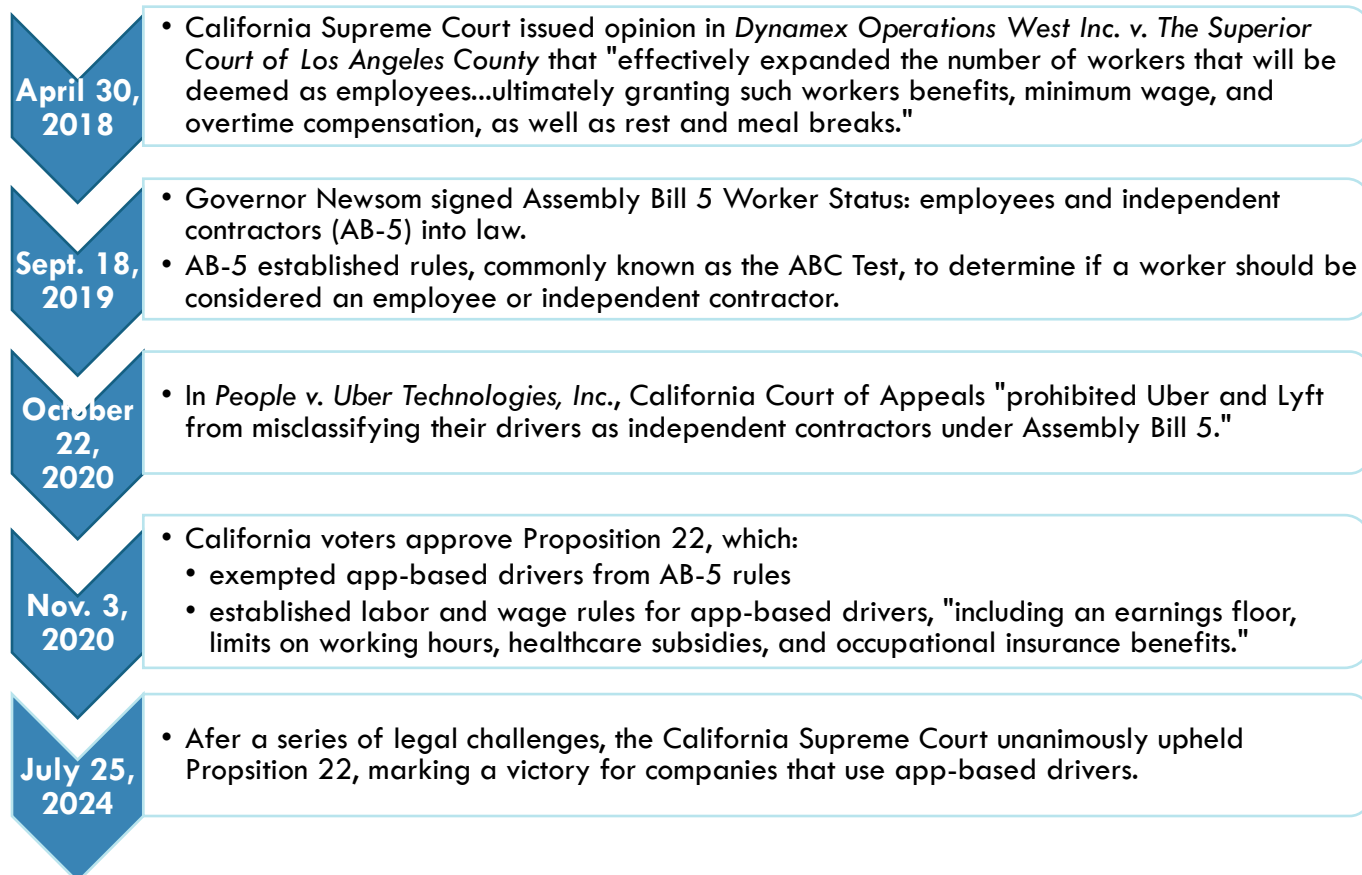 April 30,
2018
• California Supreme Court issued opinion in Dynamex Operations West Inc. v. The Superior
Court of Los Angeles County that "effectively expanded the number of workers that will be
deemed as employees...ultimately granting such workers benefits, minimum wage, and
overtime compensation, as well as rest and meal breaks."
Sept. 18,
2019
• Governor Newsom signed Assembly Bill 5 Worker Status: employees and independent
contractors (AB-5) into law.
• AB-5 established rules, commonly known as the ABC Test, to determine if a worker should be
considered an employee or independent contractor.
October
22,
2020
• In People v. Uber Technologies, Inc., California Court of Appeals "prohibited Uber and Lyft
from misclassifying their drivers as independent contractors under Assembly Bill 5."
Nov. 3,
2020
• California voters approve Proposition 22, which:
• exempted app-based drivers from AB-5 rules
• established labor and wage rules for app-based drivers, "including an earnings floor,
limits on working hours, healthcare subsidies, and occupational insurance benefits."
July 25,
2024
• Afer a series of legal challenges, the California Supreme Court unanimously upheld
Propsition 22, marking a victory for companies that use app-based drivers.